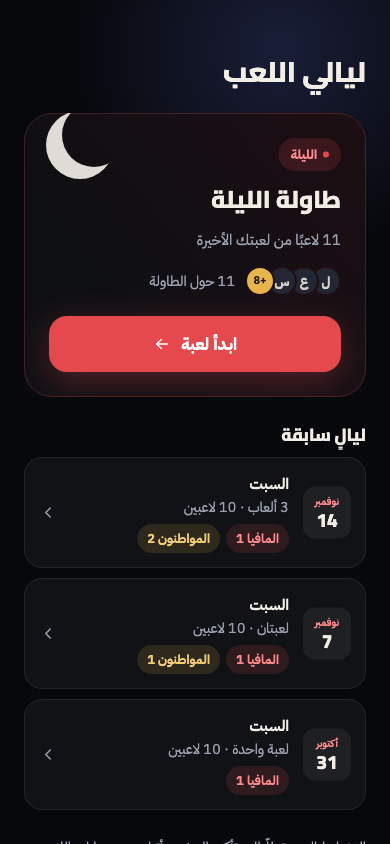 ليالي اللعب
الليلة
طاولة الليلة
11 لاعبًا من لعبتك الأخيرة
ل ع س +8 11 حول الطاولة
ابدأ لعبة
ليالٍ سابقة
السبت
نوفمبر
14
3 ألعاب · 10 لاعبين
المافيا 1 المواطنون 2
السبت
نوفمبر
7
لعبتان · 10 لاعبين
المافيا 1 المواطنون 1
السبت
أكتوبر
31
لعبة واحدة · 10 لاعبين
المافيا 1